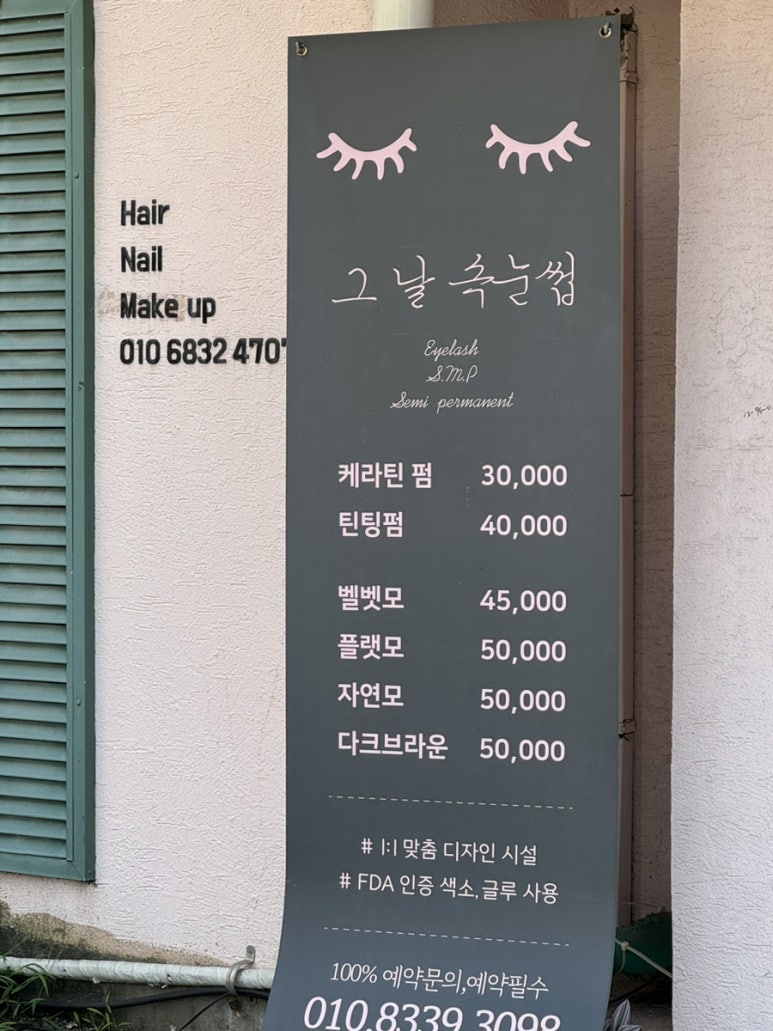 Hair
Nail
Make up
010 6832 4707
그날 속눈썹
Eyelash
S.M.P
Semi permanent
케라틴 펌 30,000
틴팅펌 40,000
벨벳모 45,000
플랫모 50,000
자연모 50,000
다크브라운 50,000
# 1:1 맞춤 디자인 시설
# FDA 인증 색소, 글루 사용
100% 예약문의, 예약필수
010.8339.3098